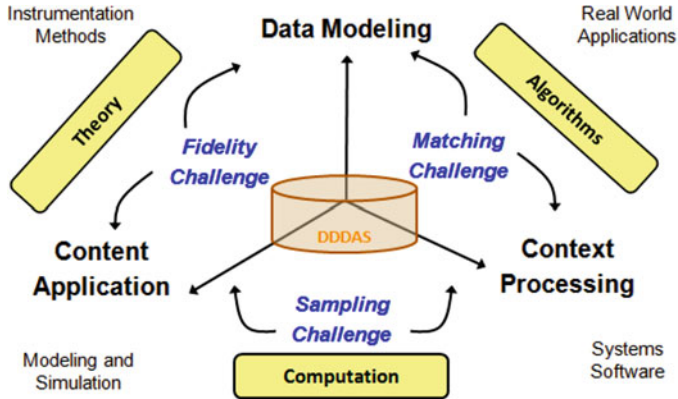 Instrumentation
Methods
Data Modeling
Real World
Applications
Theory
Algorithms
Fidelity
Challenge
Matching
Challenge
DDDAS
Content
Application
Context
Processing
Sampling
Challenge
Modeling and
Simulation
Computation
Systems
Software